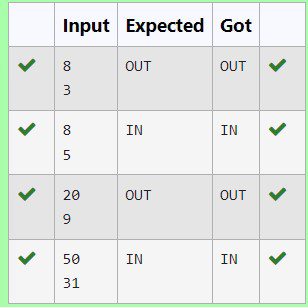 Input Expected Got
8 OUT OUT
3
8 IN IN
5
20 OUT OUT
9
50 IN IN
31